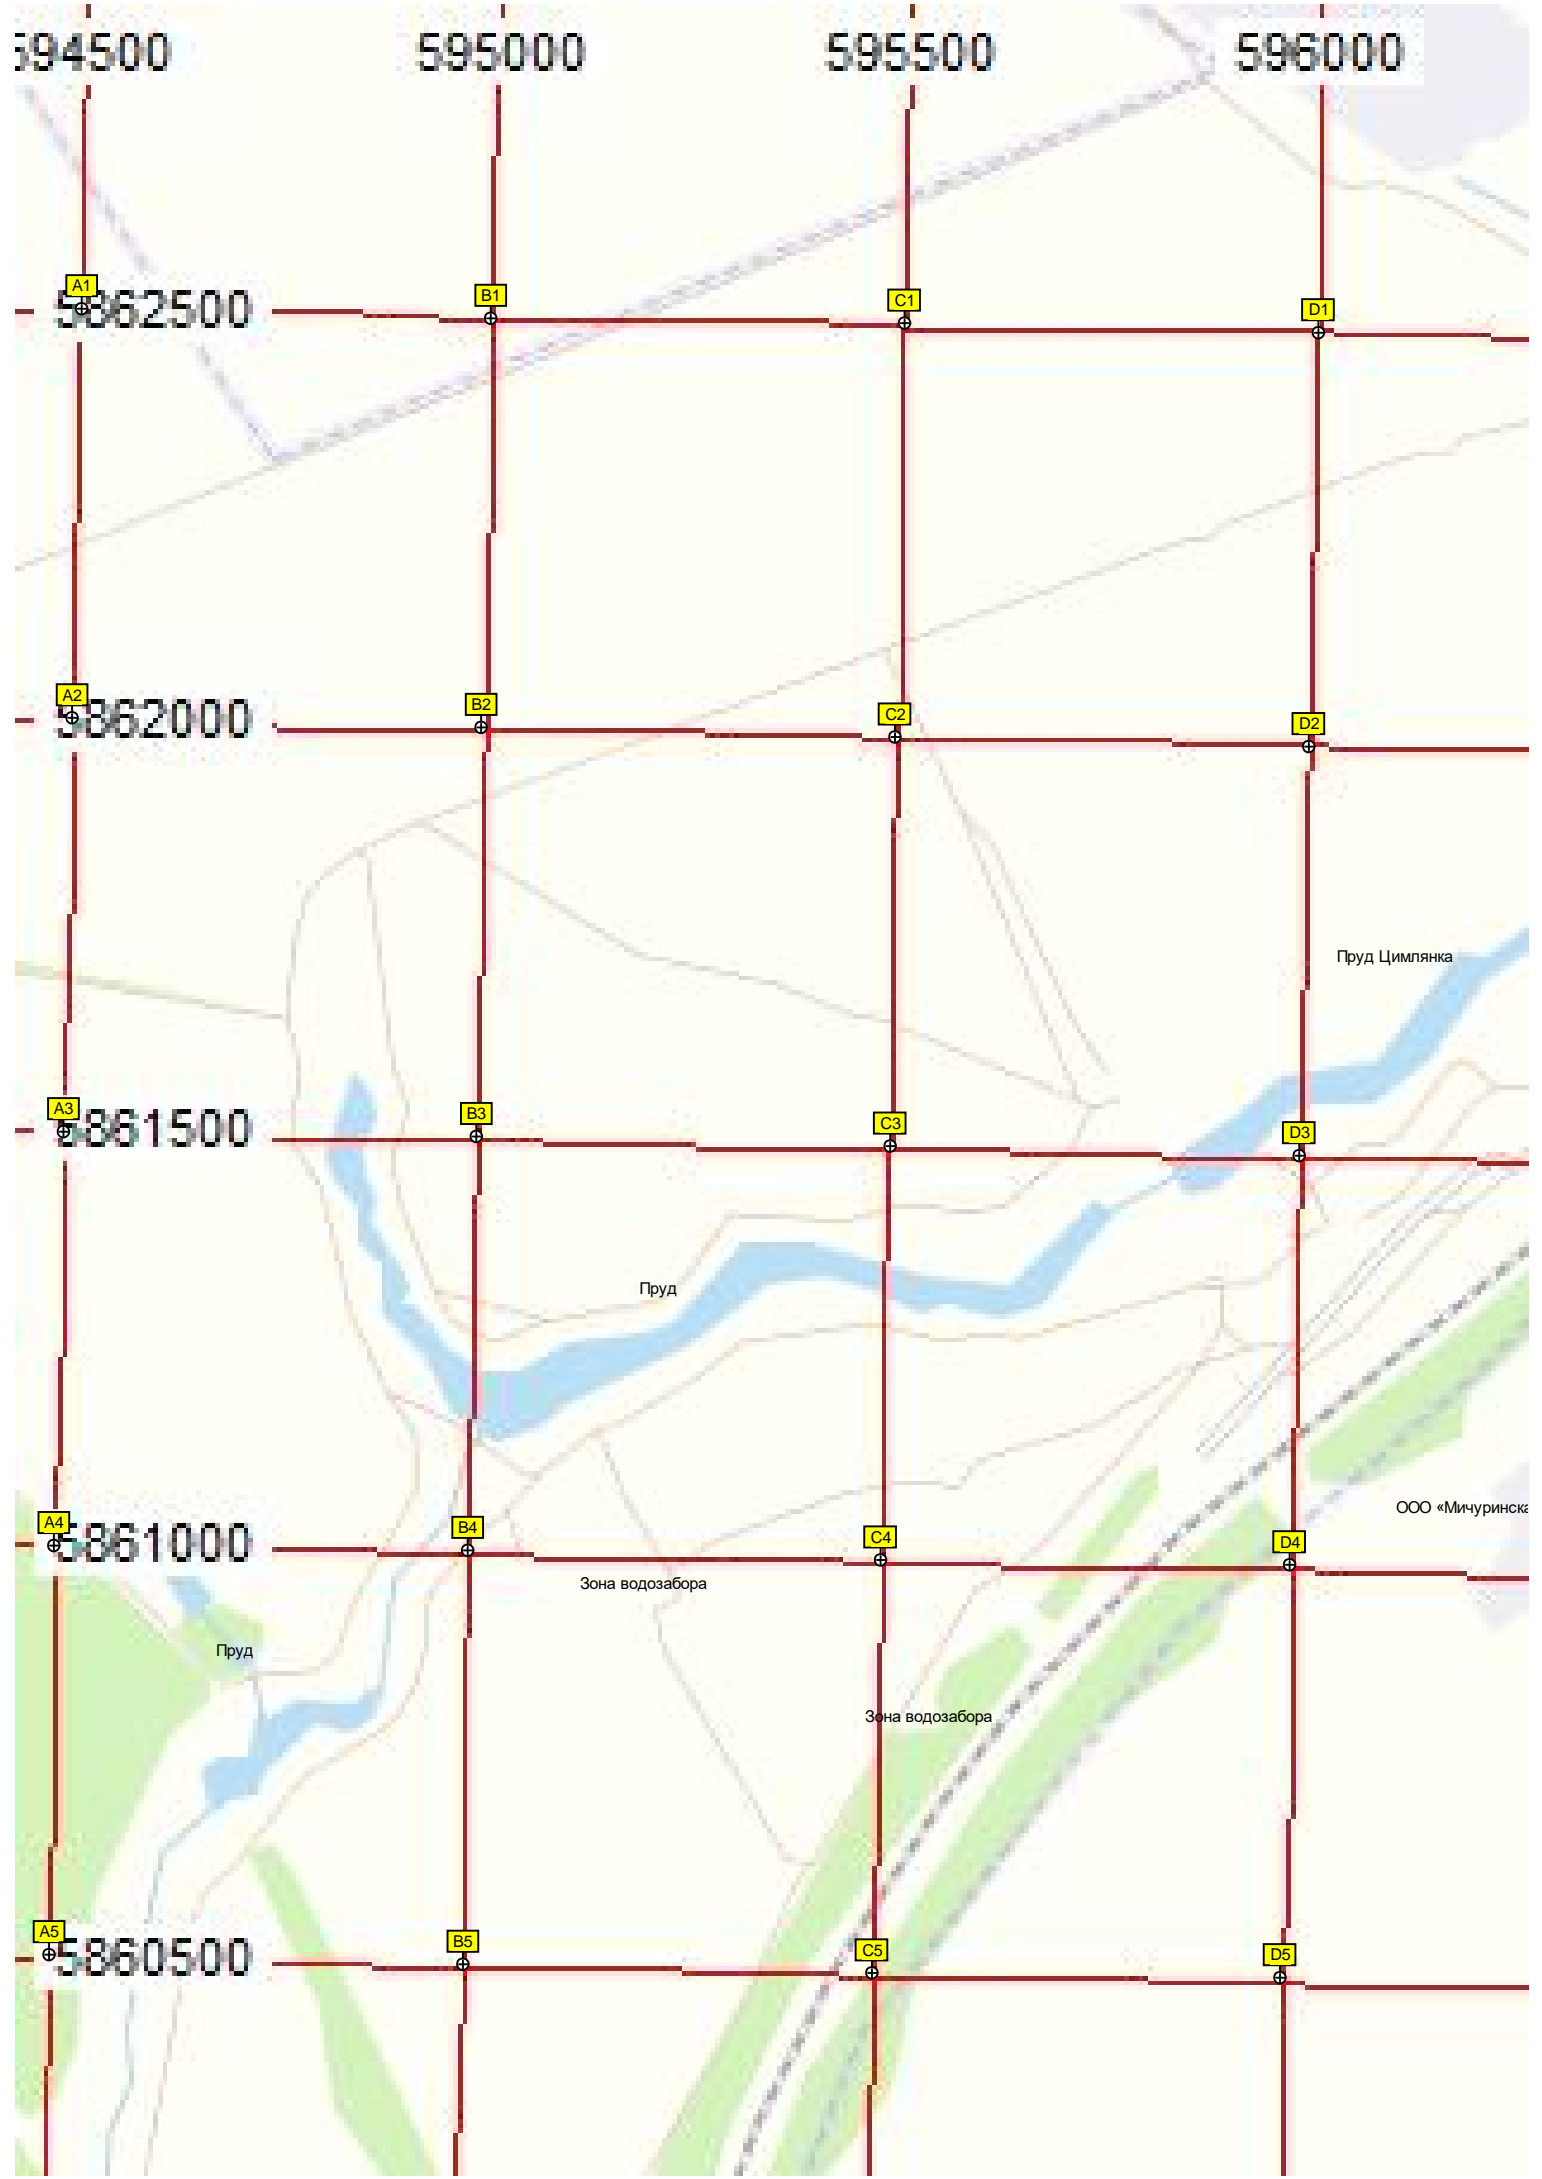 594500 595000 595500 596000
A1 B1 C1 D1
5862500
A2 B2 C2 D2
5862000
Пруд Цимлянка
A3 B3 C3 D3
5861500
Пруд
ООО «Мичуринска
A4 B4 C4 D4
5861000
Зона водозабора
Пруд
Зона водозабора
A5 B5 C5 D5
5860500